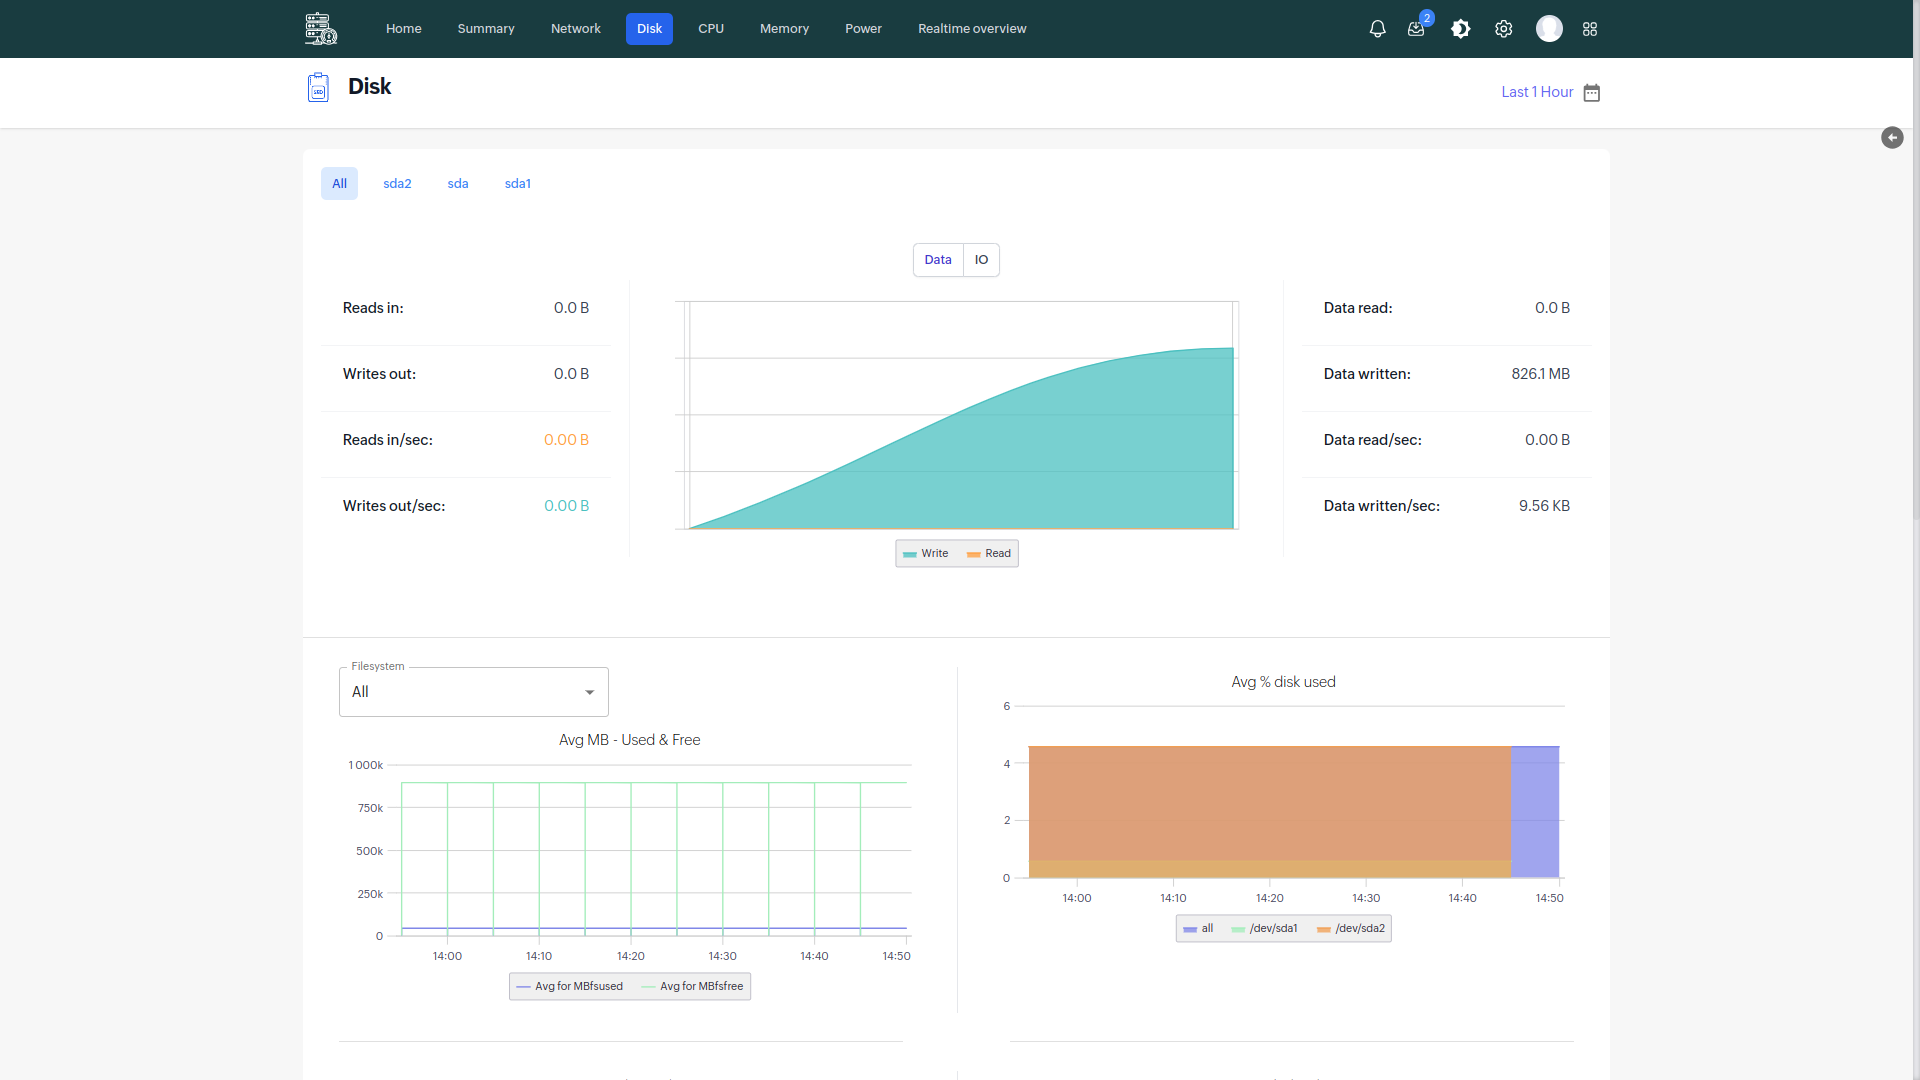 Home Summary Network Disk CPU Memory Power Realtime overview 2
Disk
Last 1 Hour
All sda2 sda sda1
Data IO
Reads in: 0.0 B
Writes out: 0.0 B
Reads in/sec: 0.00 B
Writes out/sec: 0.00 B
Write Read
Data read: 0.0 B
Data written: 826.1 MB
Data read/sec: 0.00 B
Data written/sec: 9.56 KB
Filesystem
All
Avg MB - Used & Free
1 000k
750k
500k
250k
0
14:00 14:10 14:20 14:30 14:40 14:50
Avg for MBfsused Avg for MBfsfree
Avg % disk used
6
4
2
0
14:00 14:10 14:20 14:30 14:40 14:50
all /dev/sda1 /dev/sda2